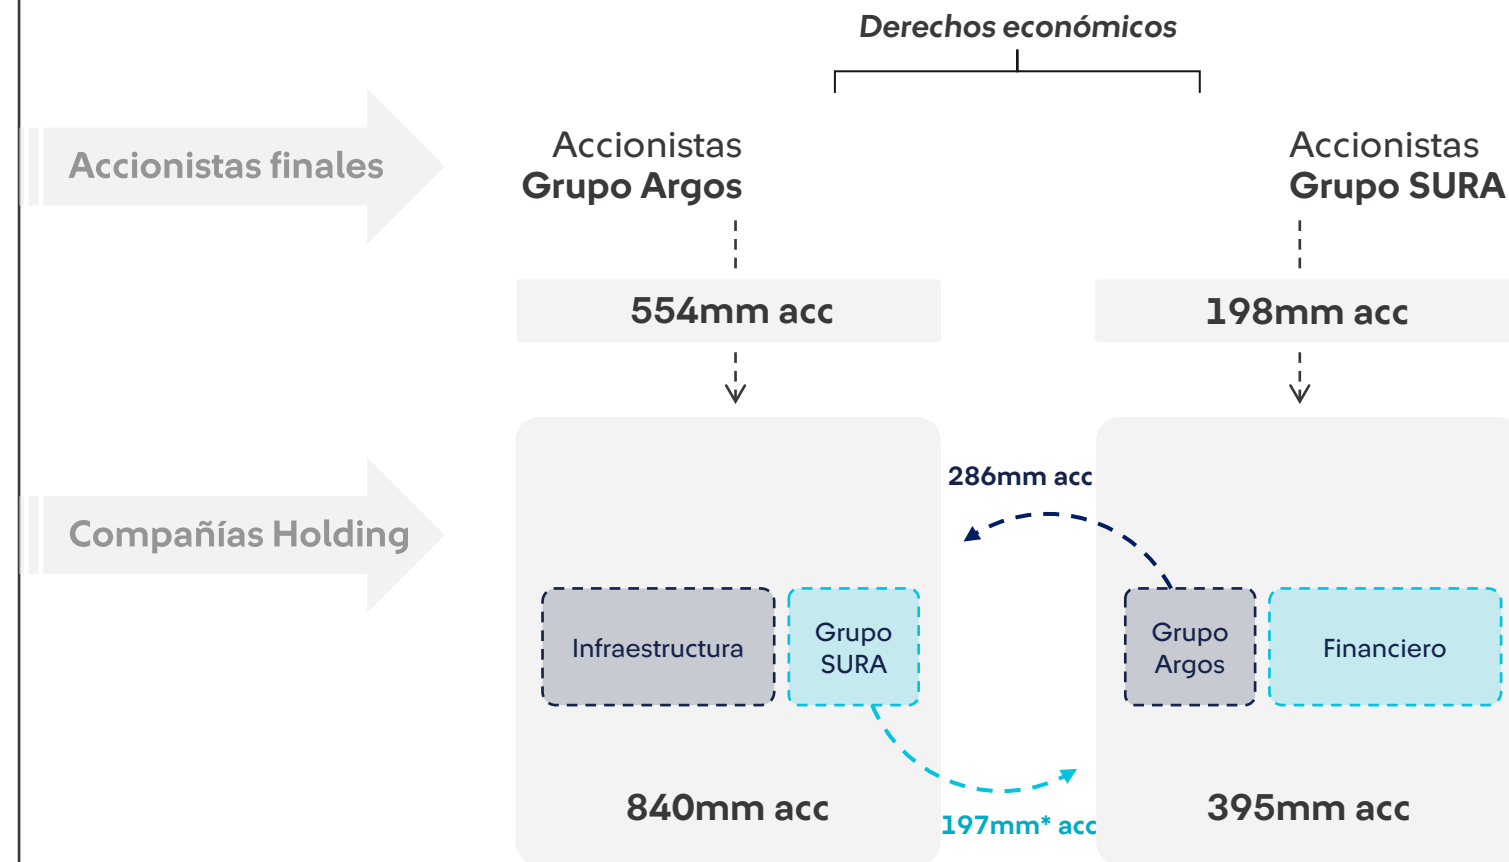 Derechos económicos
Accionistas finales
Accionistas
Grupo Argos
Accionistas
Grupo SURA
554mm acc
198mm acc
Compañías Holding
286mm acc
Infraestructura
Grupo
SURA
Grupo
Argos
Financiero
840mm acc
197mm* acc
395mm acc